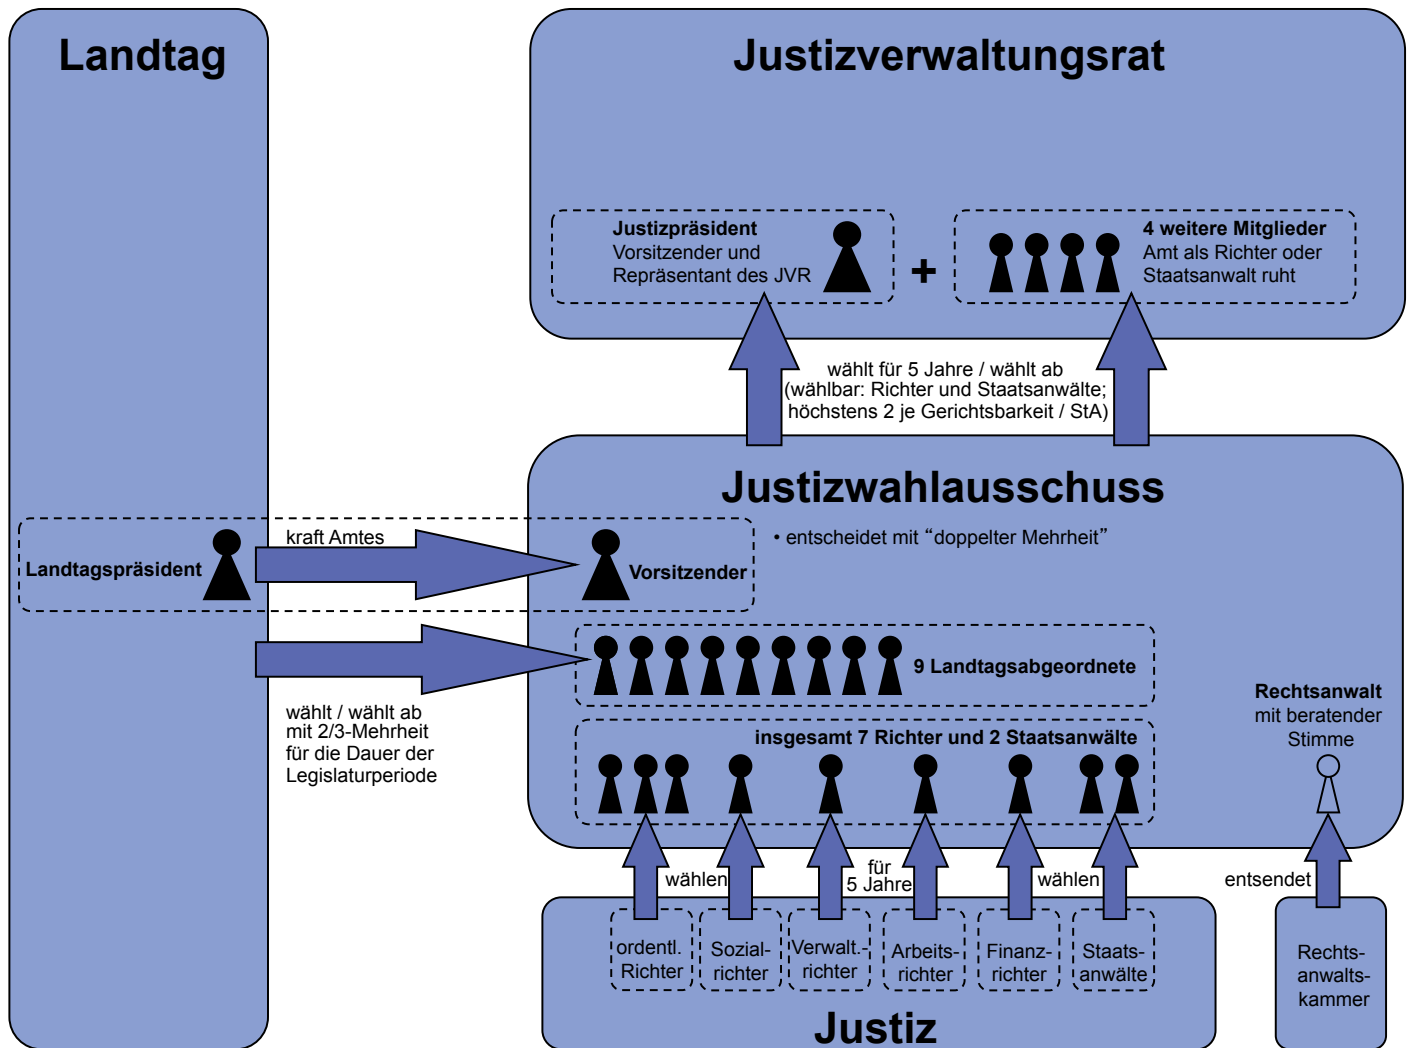 Landtag
Justizverwaltungsrat
Justizpräsident
Vorsitzender und
Repräsentant des JVR
+
4 weitere Mitglieder
Amt als Richter oder
Staatsanwalt ruht
wählt für 5 Jahre / wählt ab
(wählbar: Richter und Staatsanwälte;
höchstens 2 je Gerichtsbarkeit / StA)
Justizwahlausschuss
• entscheidet mit “doppelter Mehrheit”
Landtagspräsident
kraft Amtes
Vorsitzender
9 Landtagsabgeordnete
wählt / wählt ab
mit 2/3-Mehrheit
für die Dauer der
Legislaturperiode
insgesamt 7 Richter und 2 Staatsanwälte
Rechtsanwalt
mit beratender
Stimme
wählen
für
5 Jahre
wählen
entsendet
ordentl.
Richter
Sozial-
richter
Verwalt.-
richter
Arbeits-
richter
Finanz-
richter
Staats-
anwälte
Justiz
Rechts-
anwalts-
kammer